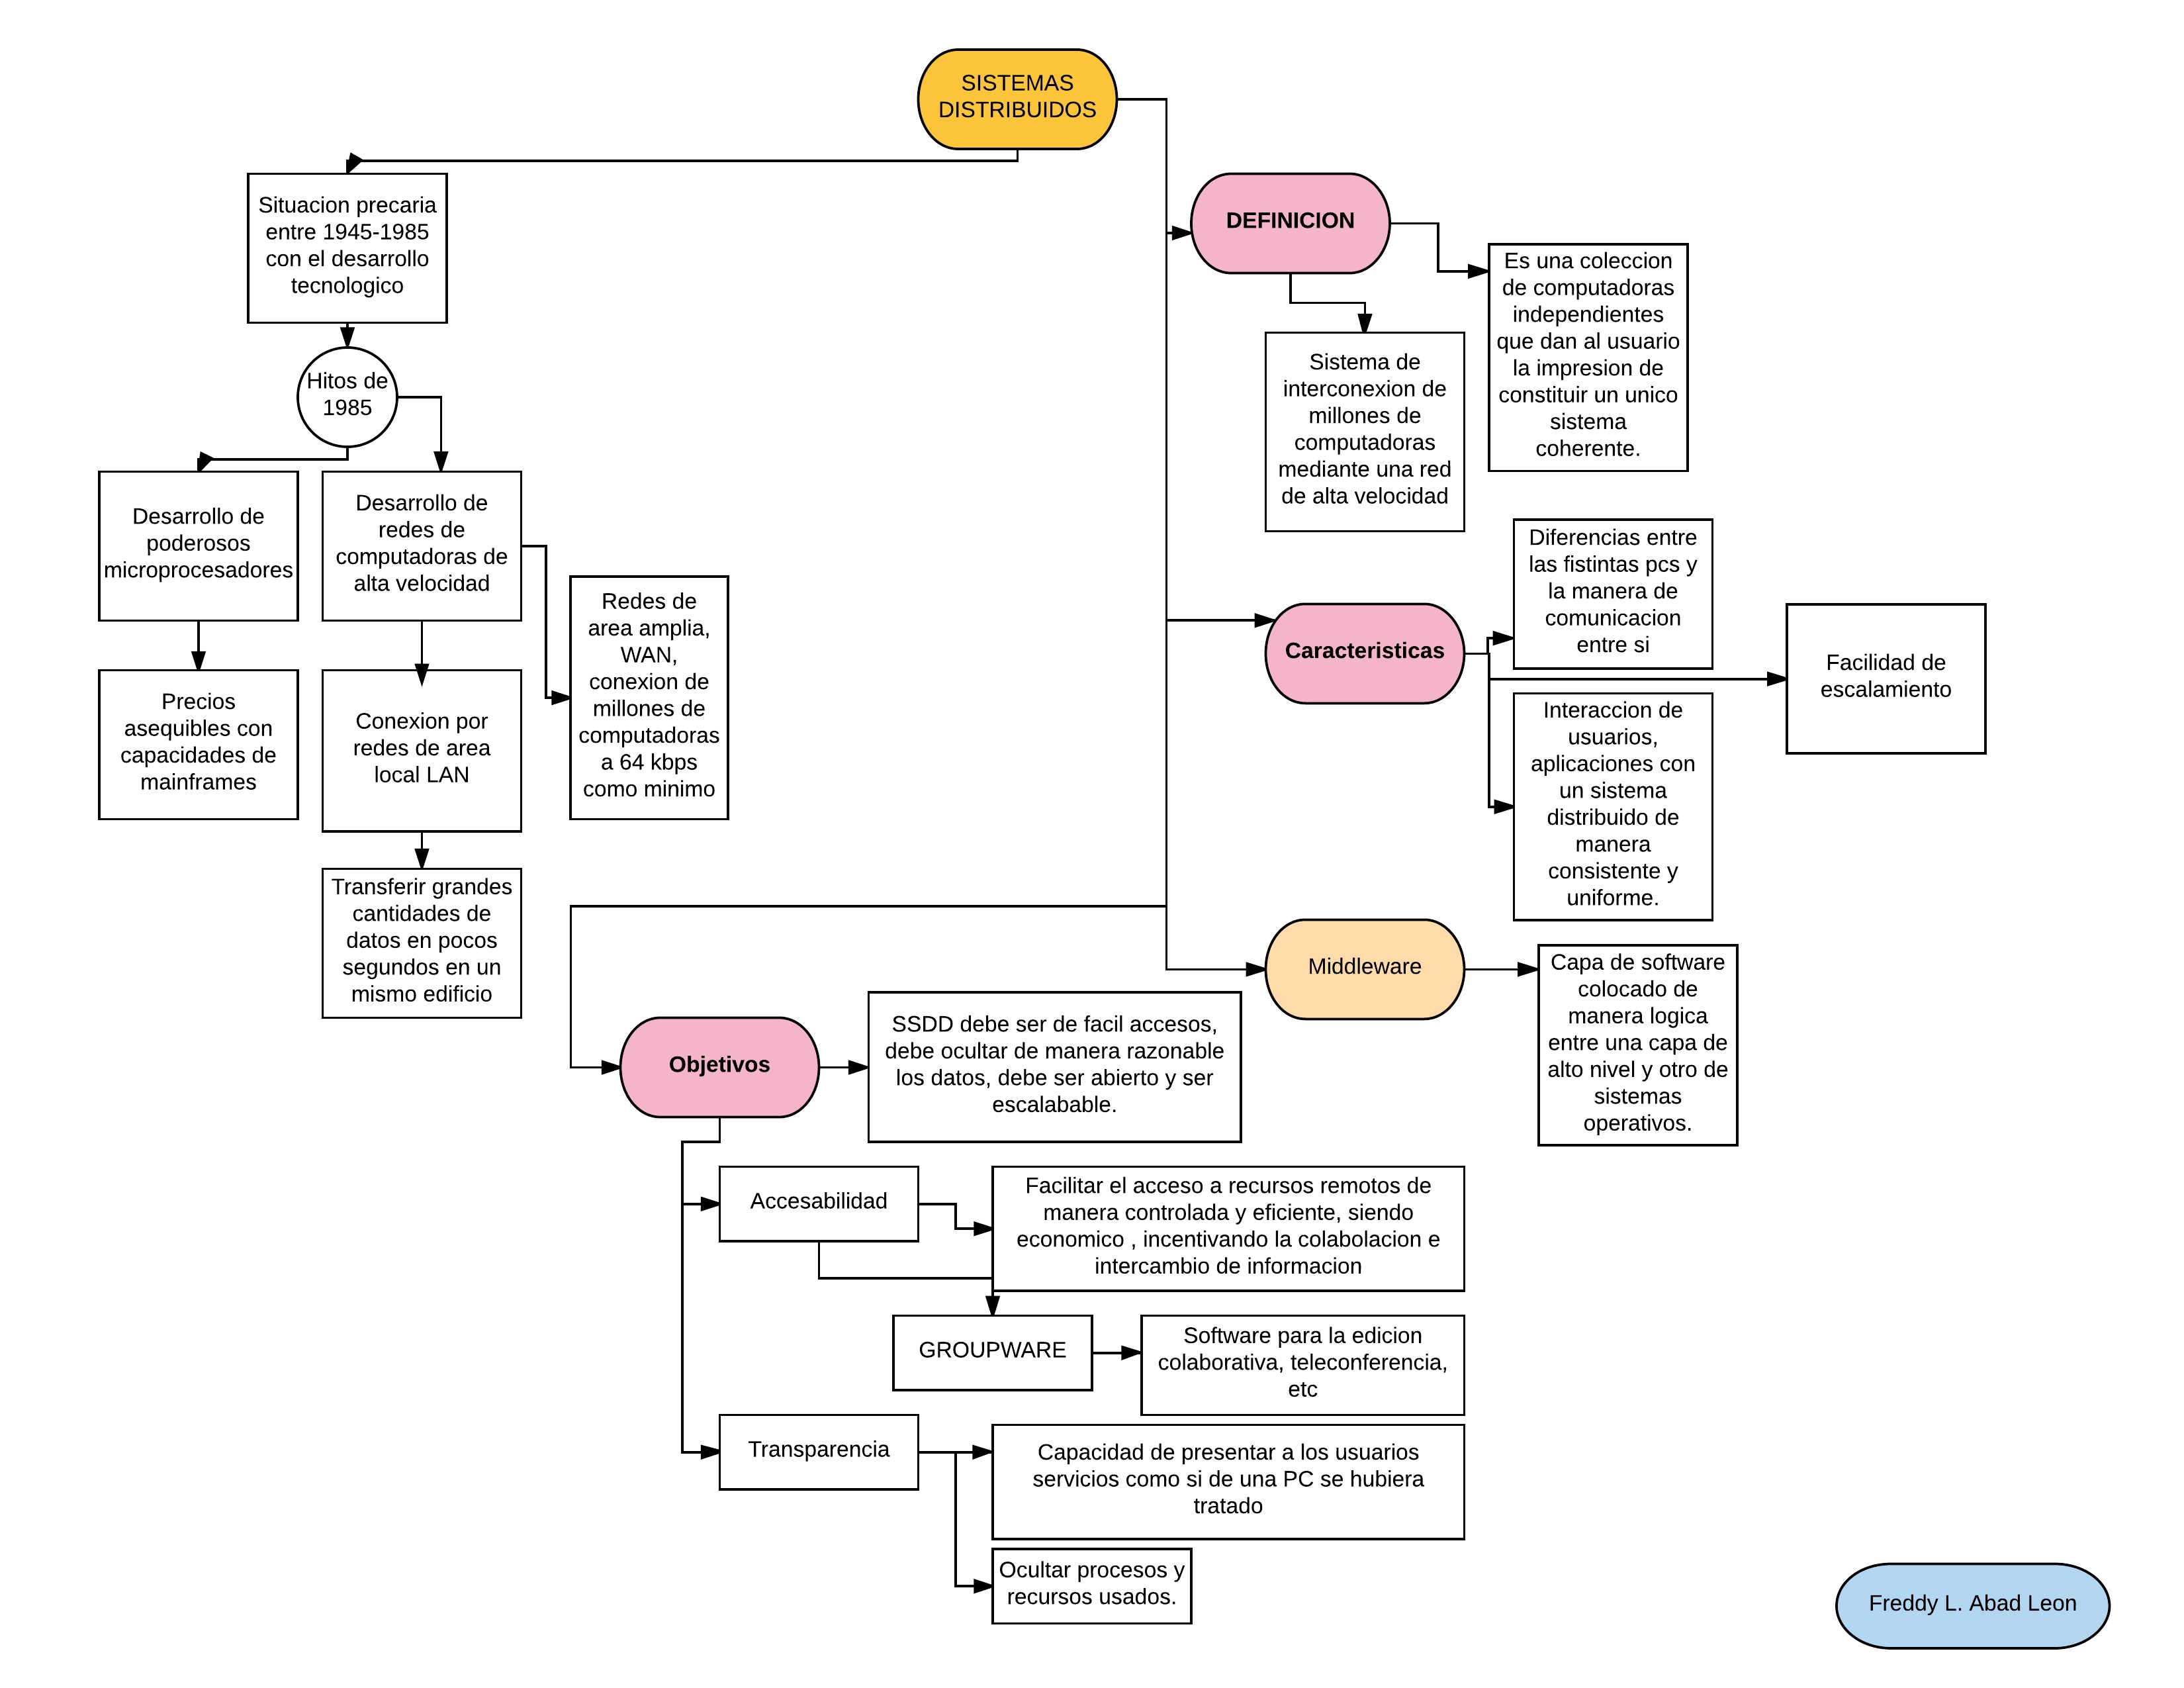 SISTEMAS
DISTRIBUIDOS
Situacion precaria
entre 1945-1985
con el desarrollo
tecnologico
Hitos de
1985
Desarrollo de
poderosos
microprocesadores
Precios
asequibles con
capacidades de
mainframes
Desarrollo de
redes de
computadoras de
alta velocidad
Conexion por
redes de area
local LAN
Transferir grandes
cantidades de
datos en pocos
segundos en un
mismo edificio
Redes de
area amplia,
WAN,
conexion de
millones de
computadoras
a 64 kbps
como minimo
DEFINICION
Es una coleccion
de computadoras
independientes
que dan al usuario
la impresion de
constituir un unico
sistema
coherente.
Sistema de
interconexion de
millones de
computadoras
mediante una red
de alta velocidad
Caracteristicas
Diferencias entre
las fistintas pcs y
la manera de
comunicacion
entre si
Facilidad de
escalamiento
Interaccion de
usuarios,
aplicaciones con
un sistema
distribuido de
manera
consistente y
uniforme.
Middleware
Capa de software
colocado de
manera logica
entre una capa de
alto nivel y otro de
sistemas
operativos.
Objetivos
SSDD debe ser de facil accesos,
debe ocultar de manera razonable
los datos, debe ser abierto y ser
escalabable.
Accesabilidad
Facilitar el acceso a recursos remotos de
manera controlada y eficiente, siendo
economico , incentivando la colabolacion e
intercambio de informacion
GROUPWARE
Software para la edicion
colaborativa, teleconferencia,
etc
Transparencia
Capacidad de presentar a los usuarios
servicios como si de una PC se hubiera
tratado
Ocultar procesos y
recursos usados.
Freddy L. Abad Leon